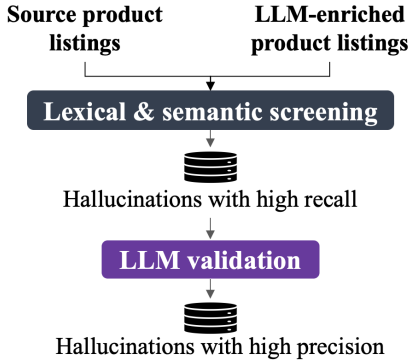 Source product
listings
LLM-enriched
product listings
Lexical & semantic screening
Hallucinations with high recall
LLM validation
Hallucinations with high precision